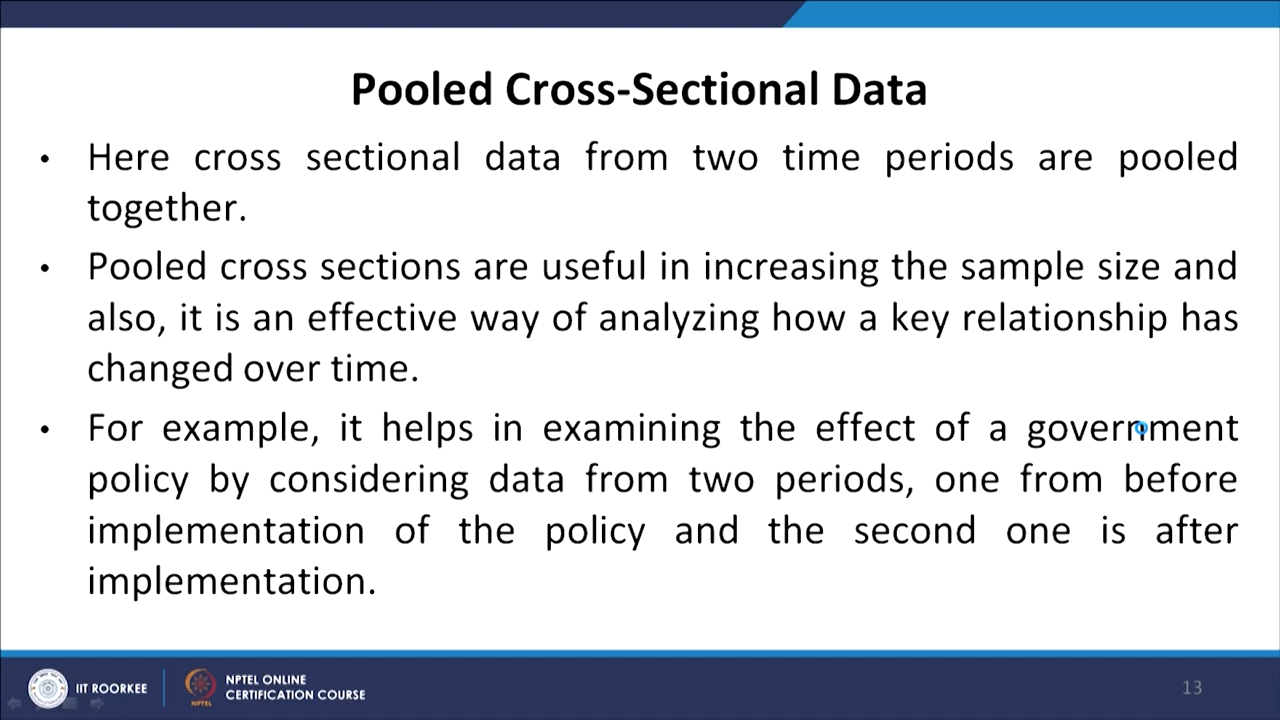 Pooled Cross-Sectional Data
• Here cross sectional data from two time periods are pooled
together.
• Pooled cross sections are useful in increasing the sample size and
also, it is an effective way of analyzing how a key relationship has
changed over time.
• For example, it helps in examining the effect of a government
policy by considering data from two periods, one from before
implementation of the policy and the second one is after
implementation.
IIT ROORKEE
NPTEL
NPTEL ONLINE
CERTIFICATION COURSE
13